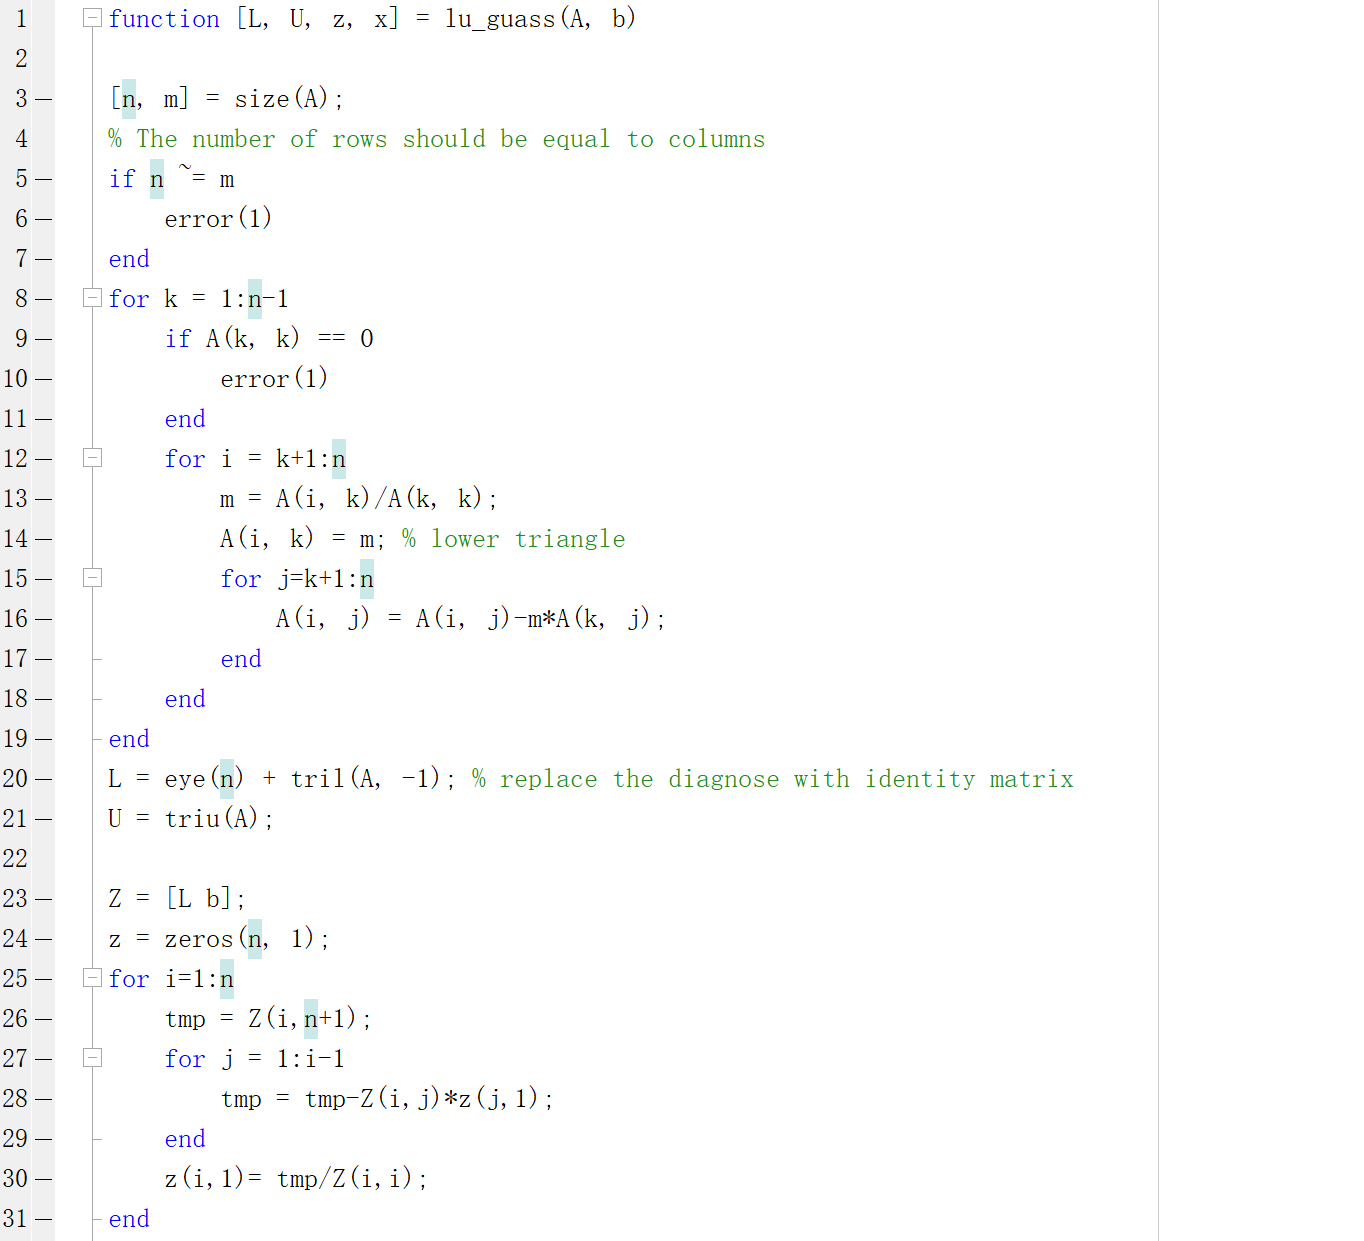 1 function [L, U, z, x] = lu_guass(A, b)
2
3 [n, m] = size(A);
4 % The number of rows should be equal to columns
5 if n ~= m
6 error(1)
7 end
8 for k = 1:n-1
9 if A(k, k) == 0
10 error(1)
11 end
12 for i = k+1:n
13 m = A(i, k)/A(k, k);
14 A(i, k) = m; % lower triangle
15 for j=k+1:n
16 A(i, j) = A(i, j)-m*A(k, j);
17 end
18 end
19 end
20 L = eye(n) + tril(A, -1); % replace the diagnose with identity matrix
21 U = triu(A);
22
23 Z = [L b];
24 z = zeros(n, 1);
25 for i=1:n
26 tmp = Z(i,n+1);
27 for j = 1:i-1
28 tmp = tmp-Z(i,j)*z(j,1);
29 end
30 z(i,1)= tmp/Z(i,i);
31 end